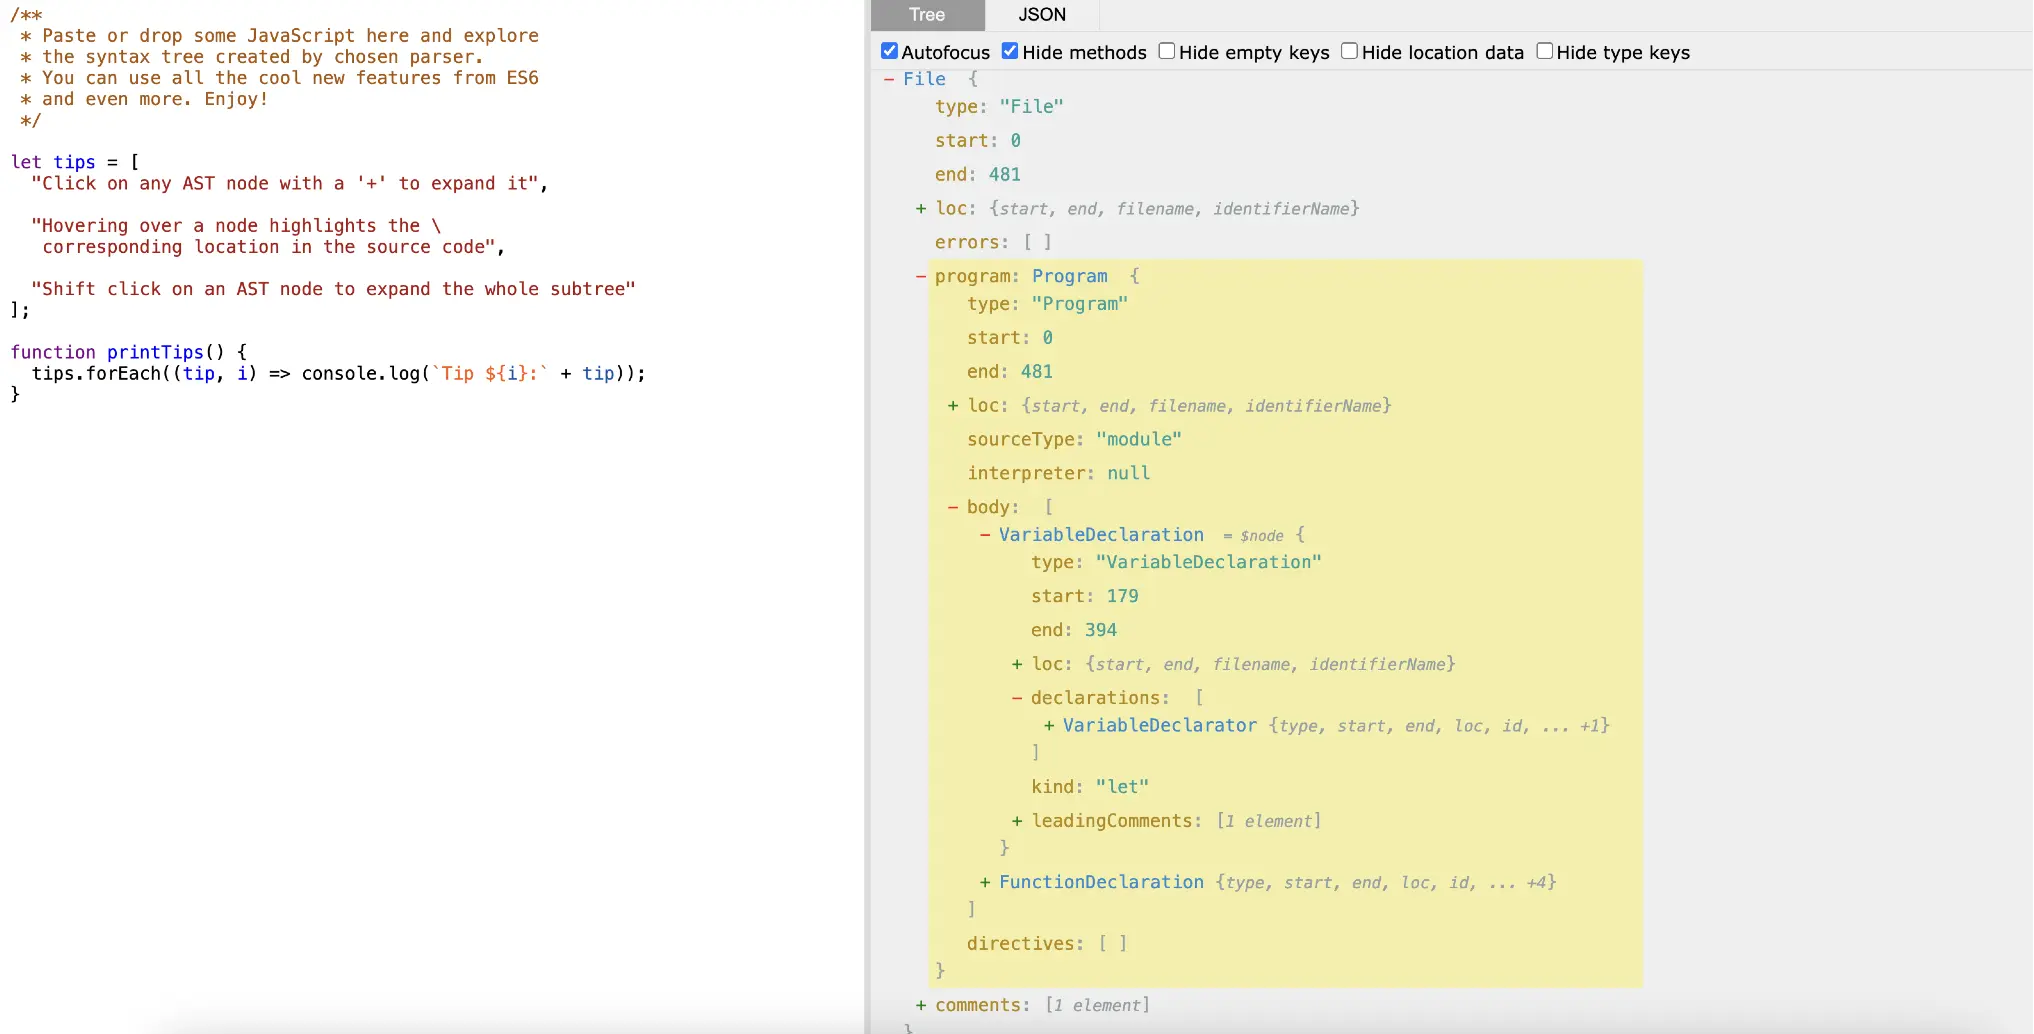 /**
 * Paste or drop some JavaScript here and explore
 * the syntax tree created by chosen parser.
 * You can use all the cool new features from ES6
 * and even more. Enjoy!
 */
let tips = [
  "Click on any AST node with a '+' to expand it",
  "Hovering over a node highlights the \
   corresponding location in the source code",
  "Shift click on an AST node to expand the whole subtree"
];
function printTips() {
  tips.forEach((tip, i) => console.log(`Tip ${i}:` + tip));
}
Tree JSON
Autofocus Hide methods Hide empty keys Hide location data Hide type keys
- File {
type: "File"
start: 0
end: 481
+ loc: {start, end, filename, identifierName}
errors: [ ]
- program: Program {
type: "Program"
start: 0
end: 481
+ loc: {start, end, filename, identifierName}
sourceType: "module"
interpreter: null
- body: [
- VariableDeclaration = $node {
type: "VariableDeclaration"
start: 179
end: 394
+ loc: {start, end, filename, identifierName}
- declarations: [
+ VariableDeclarator {type, start, end, loc, id, ... +1}
]
kind: "let"
+ leadingComments: [1 element]
}
+ FunctionDeclaration {type, start, end, loc, id, ... +4}
]
directives: [ ]
}
+ comments: [1 element]
}